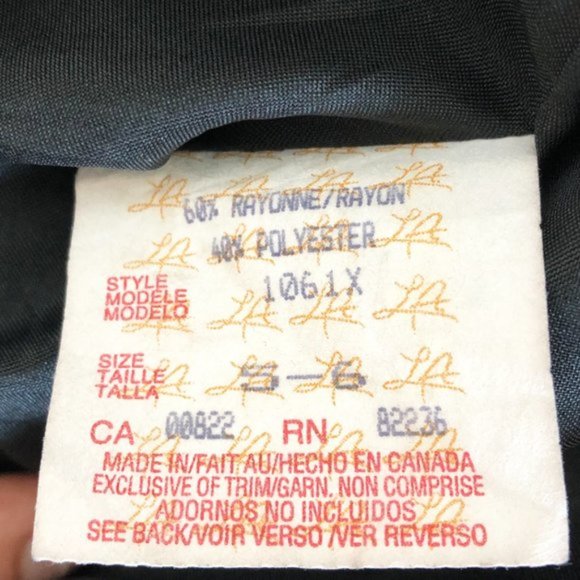 60% RAYONNE/RAYON
40% POLYESTER
STYLE
MODÈLE 1061X
MODELO
SIZE
TAILLE S-6
TALLA
CA 00822 RN 82236
MADE IN/FAIT AU/HECHO EN CANADA
EXCLUSIVE OF TRIM/GARN. NON COMPRISE
ADORNOS NO INCLUIDOS
SEE BACK/VOIR VERSO/VER REVERSO